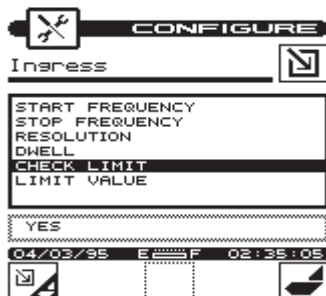 CONFIGURE
Ingress
START FREQUENCY
STOP FREQUENCY
RESOLUTION
DWELL
CHECK LIMIT
LIMIT VALUE
YES
04/03/95 E F 02:35:05